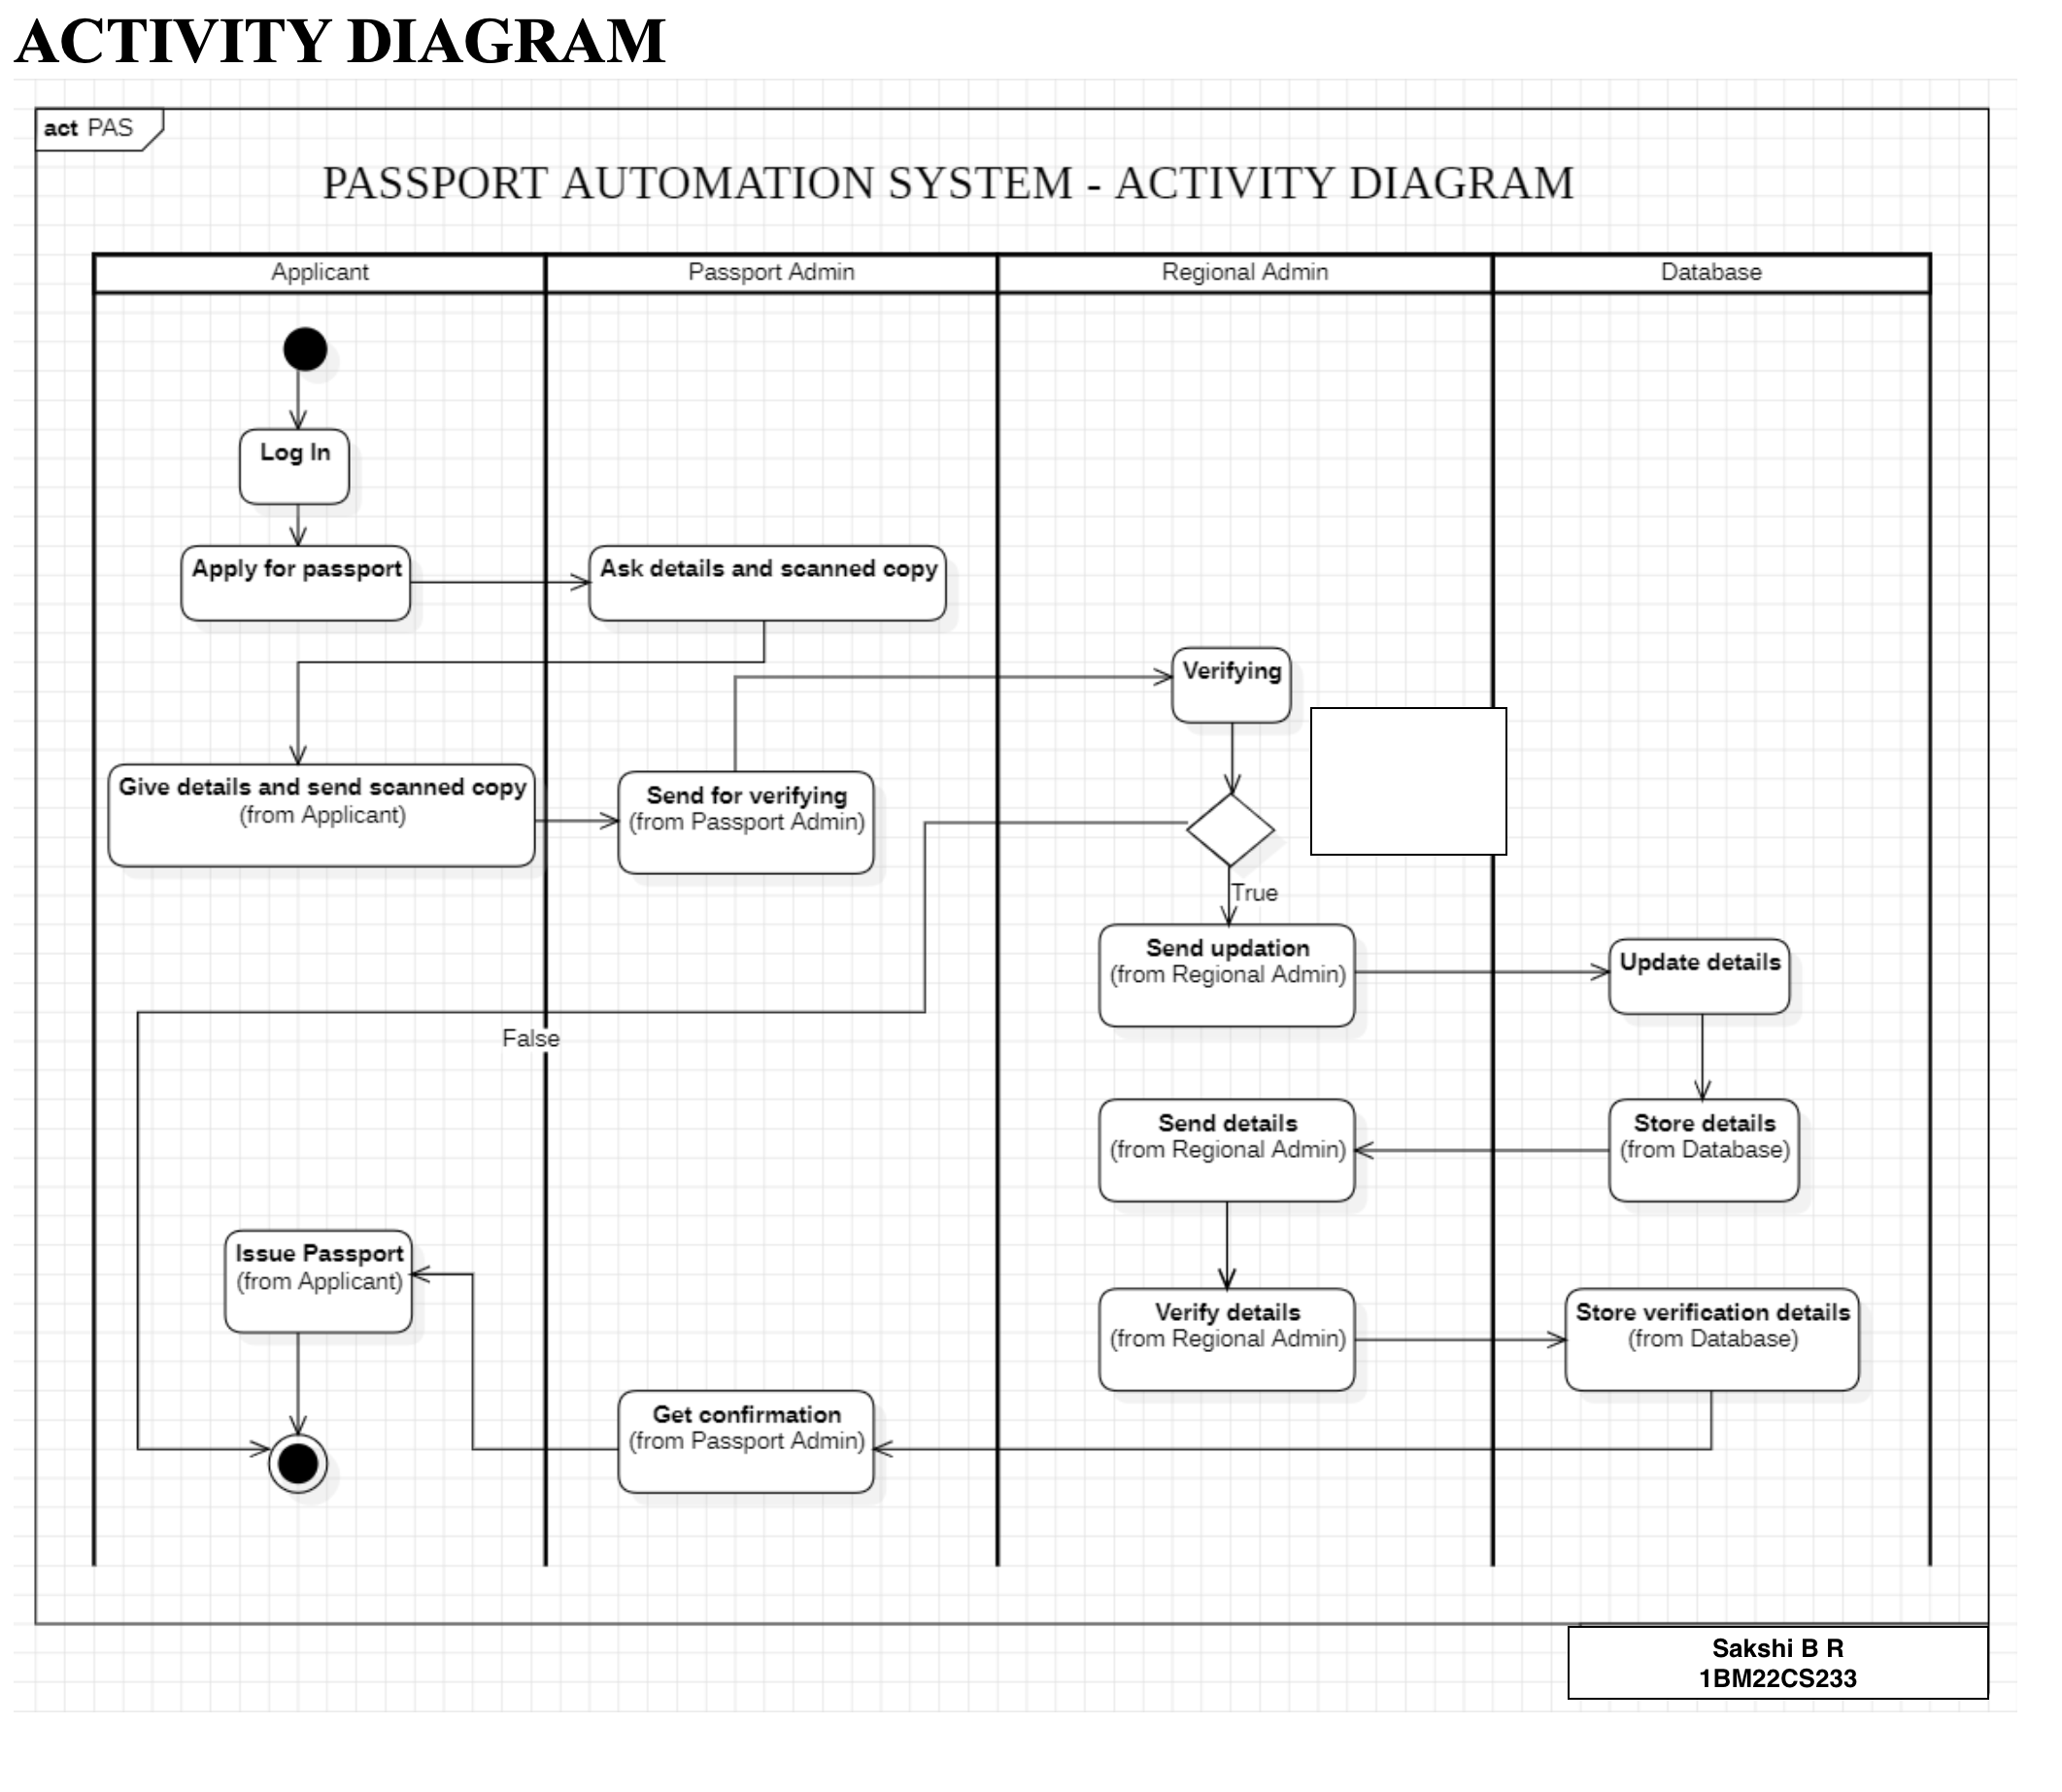 ACTIVITY DIAGRAM
act PAS
PASSPORT AUTOMATION SYSTEM - ACTIVITY DIAGRAM
Applicant
Passport Admin
Regional Admin
Database
Log In
Apply for passport
Ask details and scanned copy
Verifying
Give details and send scanned copy
(from Applicant)
Send for verifying
(from Passport Admin)
True
Send updation
(from Regional Admin)
Update details
False
Send details
(from Regional Admin)
Store details
(from Database)
Issue Passport
(from Applicant)
Verify details
(from Regional Admin)
Store verification details
(from Database)
Get confirmation
(from Passport Admin)
Sakshi B R
1BM22CS233